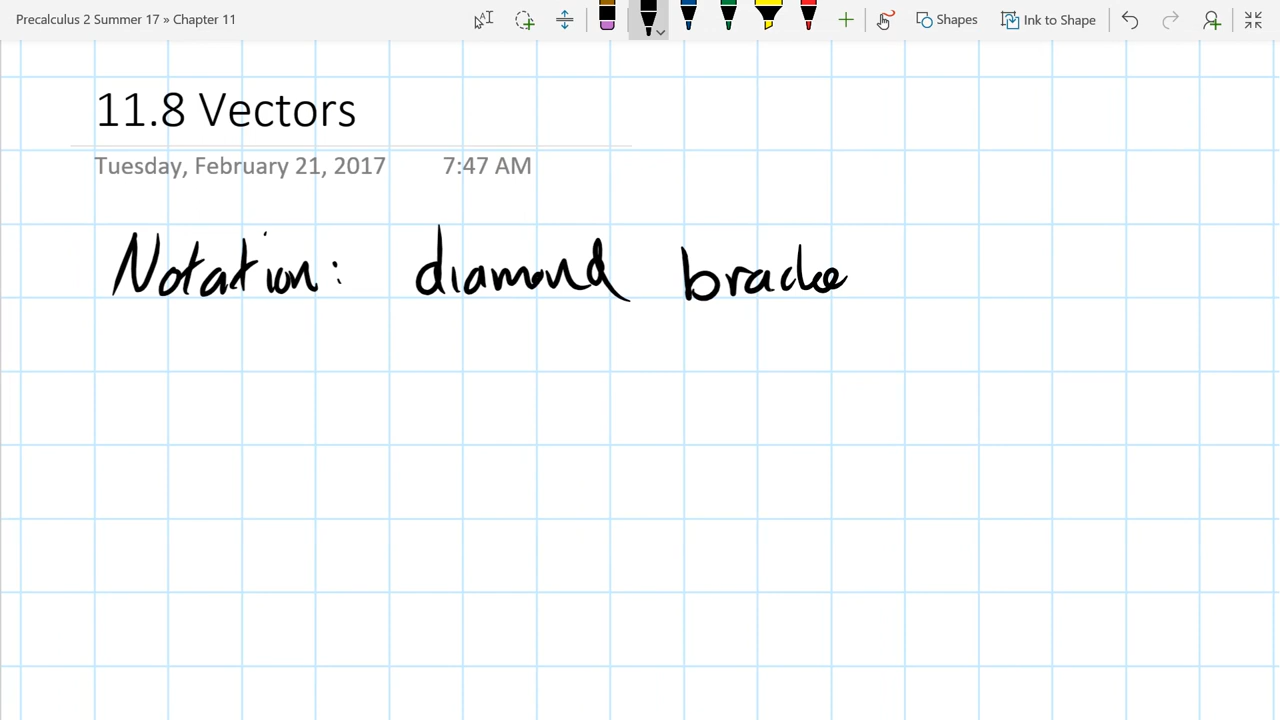 Precalculus 2 Summer 17 » Chapter 11
Shapes
Ink to Shape
11.8 Vectors
Tuesday, February 21, 2017 7:47 AM
Notation: diamond bracke